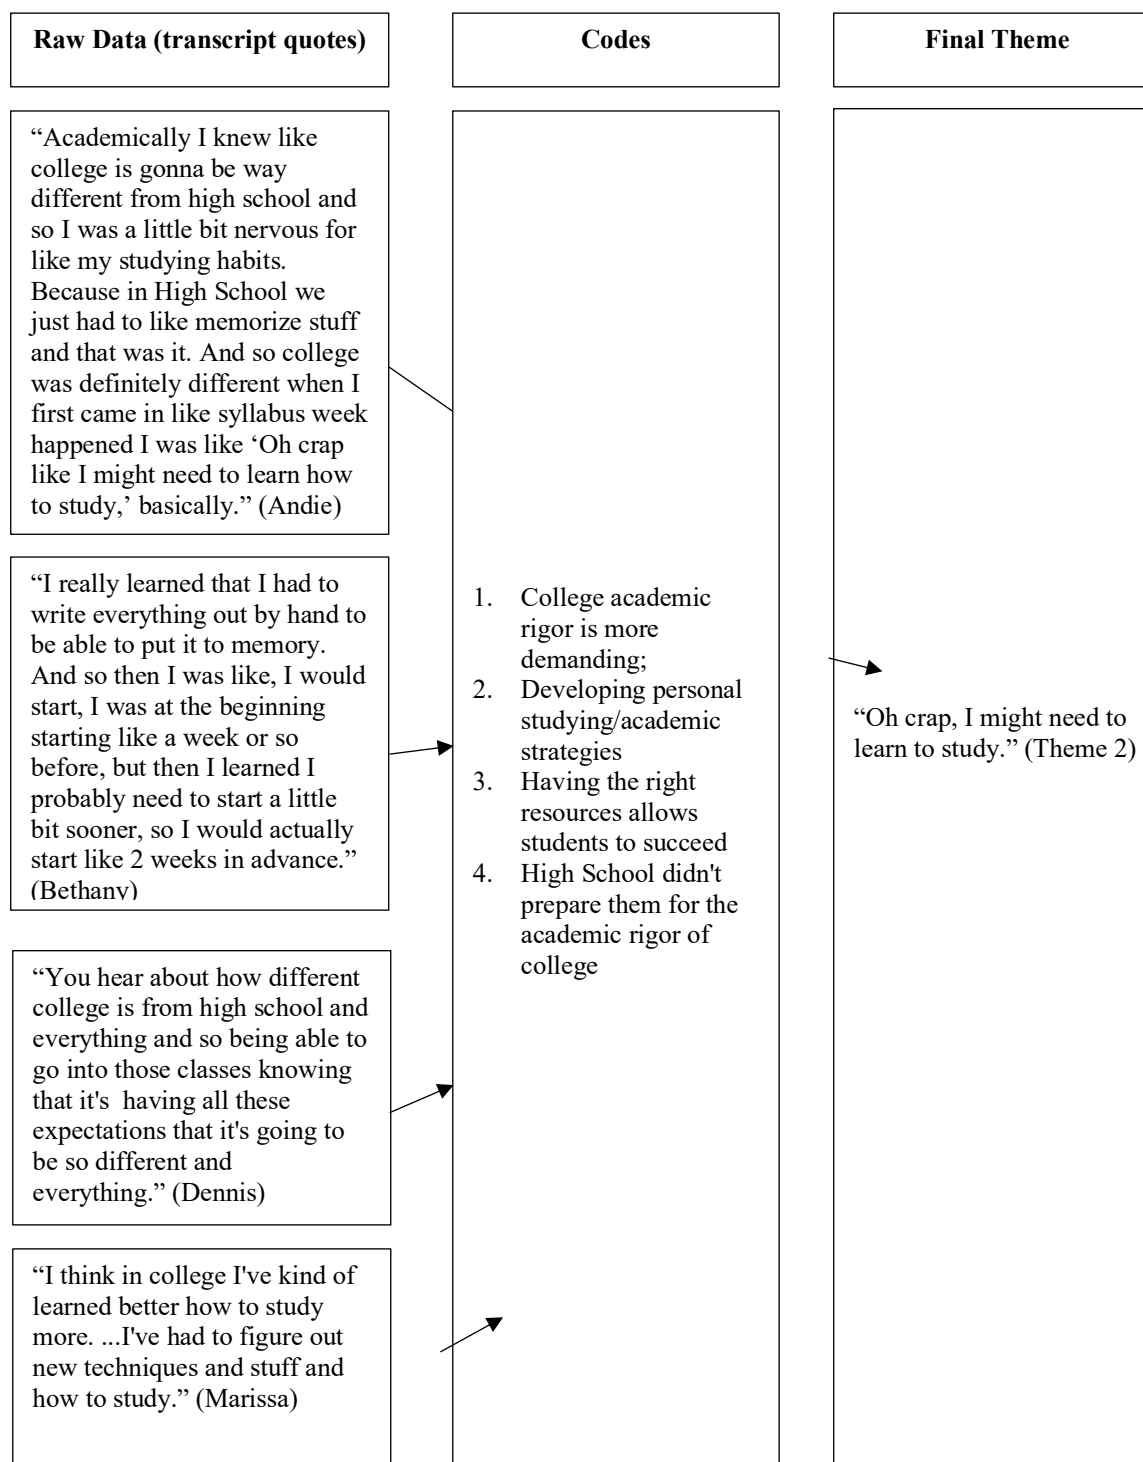 Raw Data (transcript quotes)
Codes
Final Theme
“Academically I knew like
college is gonna be way
different from high school and
so I was a little bit nervous for
like my studying habits.
Because in High School we
just had to like memorize stuff
and that was it. And so college
was definitely different when I
first came in like syllabus week
happened I was like ‘Oh crap
like I might need to learn how
to study,’ basically.” (Andie)
“I really learned that I had to
write everything out by hand to
be able to put it to memory.
And so then I was like, I would
start, I was at the beginning
starting like a week or so
before, but then I learned I
probably need to start a little
bit sooner, so I would actually
start like 2 weeks in advance.”
(Bethany)
“You hear about how different
college is from high school and
everything and so being able to
go into those classes knowing
that it's having all these
expectations that it's going to
be so different and
everything.” (Dennis)
“I think in college I've kind of
learned better how to study
more. ...I've had to figure out
new techniques and stuff and
how to study.” (Marissa)
1. College academic
rigor is more
demanding;
2. Developing personal
studying/academic
strategies
3. Having the right
resources allows
students to succeed
4. High School didn't
prepare them for the
academic rigor of
college
“Oh crap, I might need to
learn to study.” (Theme 2)